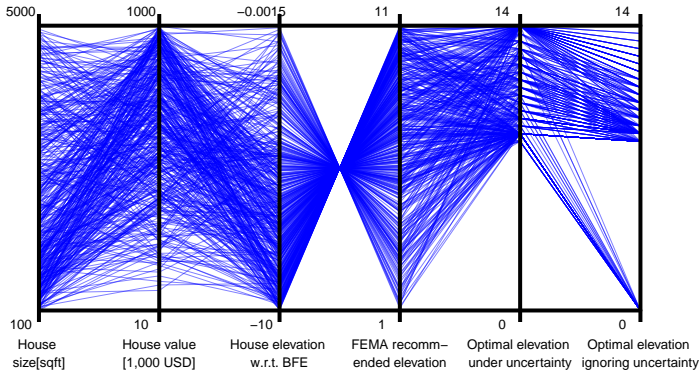 5000 1000 −0.0015 11 14 14
100 10 −10 1 0 0
House House value House elevation FEMA recomm− Optimal elevation Optimal elevation
size[sqft] [1,000 USD] w.r.t. BFE ended elevation under uncertainty ignoring uncertainty